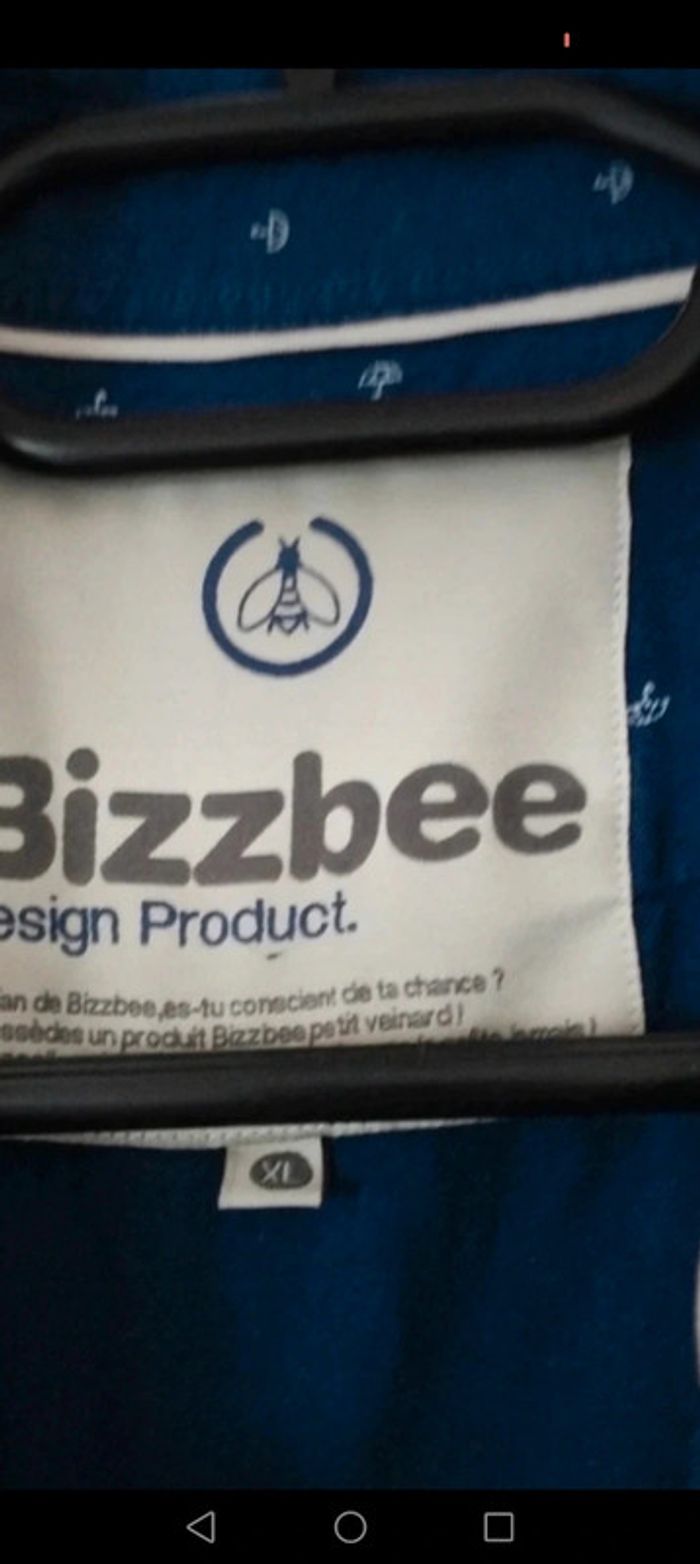 Bizzbee
esign Product.
an de Bizzbee,es-tu conscient de ta chance ?
ssèdes un produit Bizzbee petit veinard !
XL